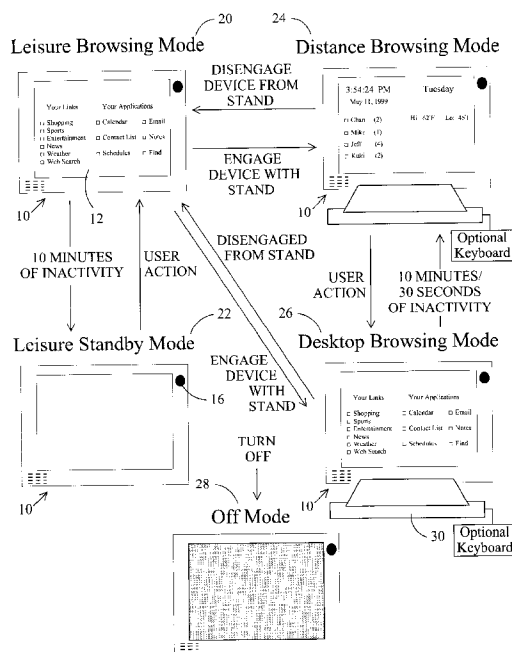 20
24
Leisure Browsing Mode
Distance Browsing Mode
DISENGAGE
DEVICE FROM
STAND
Your Links Your Applications
Shopping Calendar Email
Sports
Entertainment Contact List Notes
News
Weather Schedules Find
Web Search
3:54:24 PM Tuesday
May 11, 1999
Chan (2) Hi 62°F Lo: 46°F
Mike (1)
Jeff (4)
Kukri (2)
ENGAGE
DEVICE WITH
STAND
10
12
10
Optional
Keyboard
10 MINUTES
OF INACTIVITY
USER
ACTION
DISENGAGED
FROM STAND
USER
ACTION
10 MINUTES/
30 SECONDS
OF INACTIVITY
22
26
Leisure Standby Mode
Desktop Browsing Mode
ENGAGE
DEVICE
WITH
STAND
16
Your Links Your Applications
Shopping Calendar Email
Sports
Entertainment Contact List Notes
News
Weather Schedules Find
Web Search
TURN
OFF
10
28
10
Off Mode
30
Optional
Keyboard